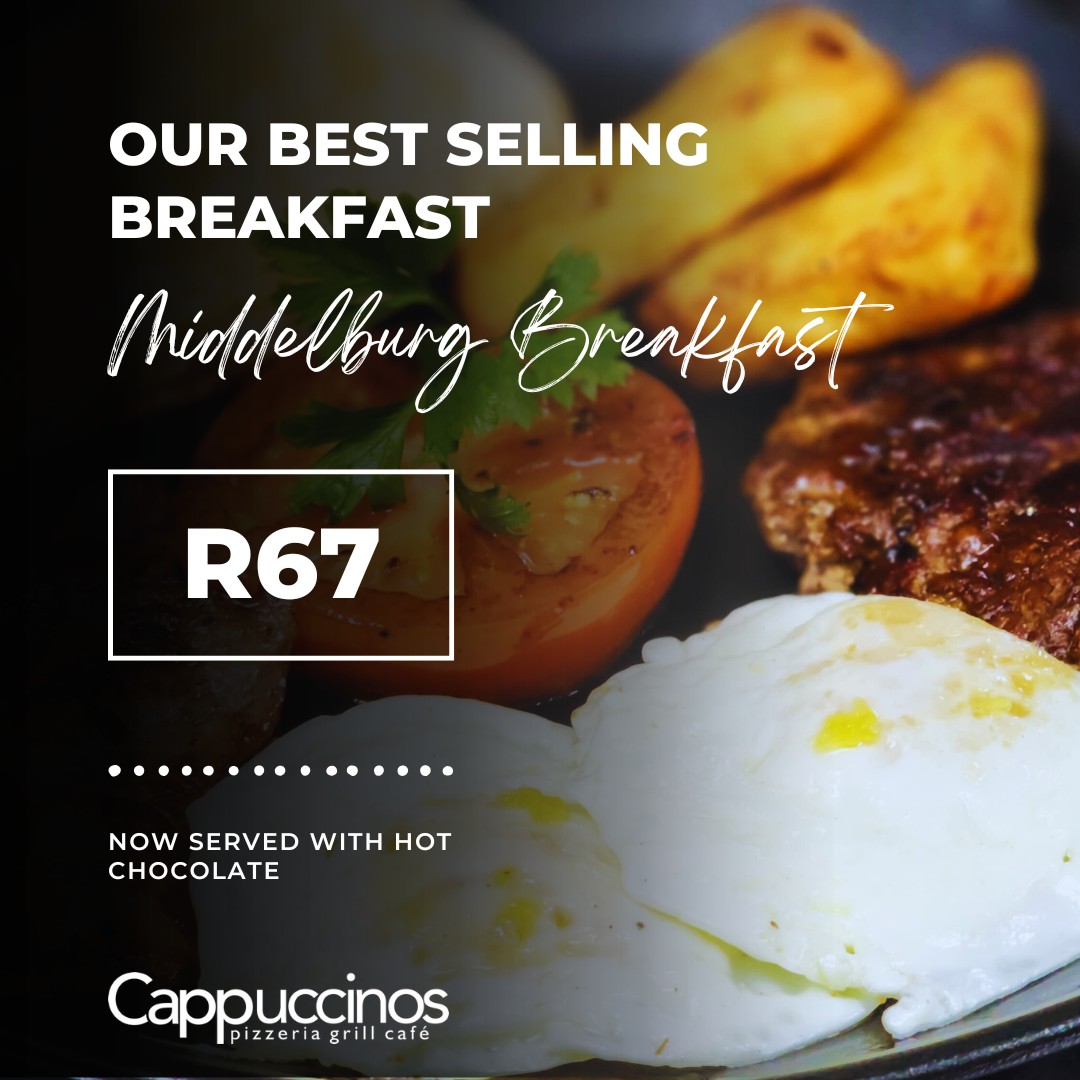 OUR BEST SELLING
BREAKFAST
Middelburg Breakfast
R67
NOW SERVED WITH HOT
CHOCOLATE
Cappuccinos
pizzeria grill café